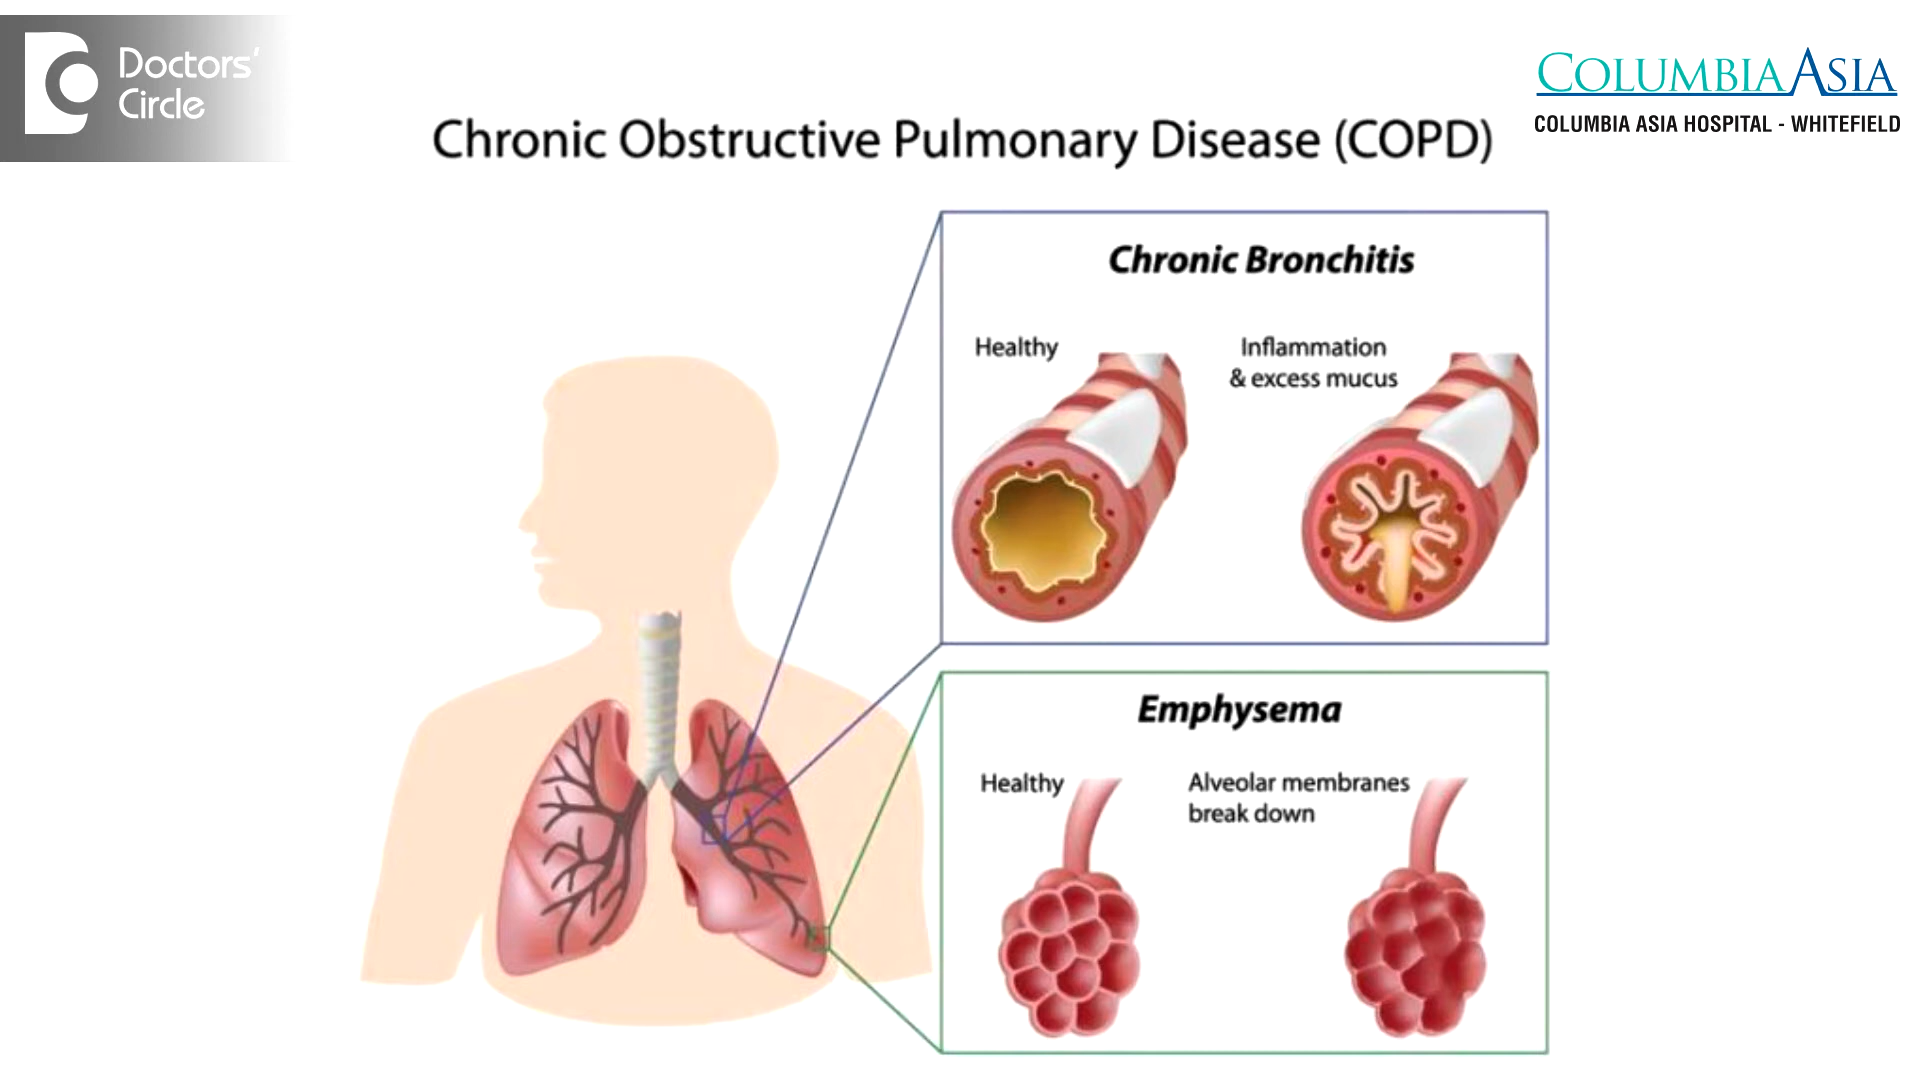 Doctors'
Circle
COLUMBIA ASIA
COLUMBIA ASIA HOSPITAL - WHITEFIELD
Chronic Obstructive Pulmonary Disease (COPD)
Chronic Bronchitis
Healthy
Inflammation
& excess mucus
Emphysema
Healthy
Alveolar membranes
break down